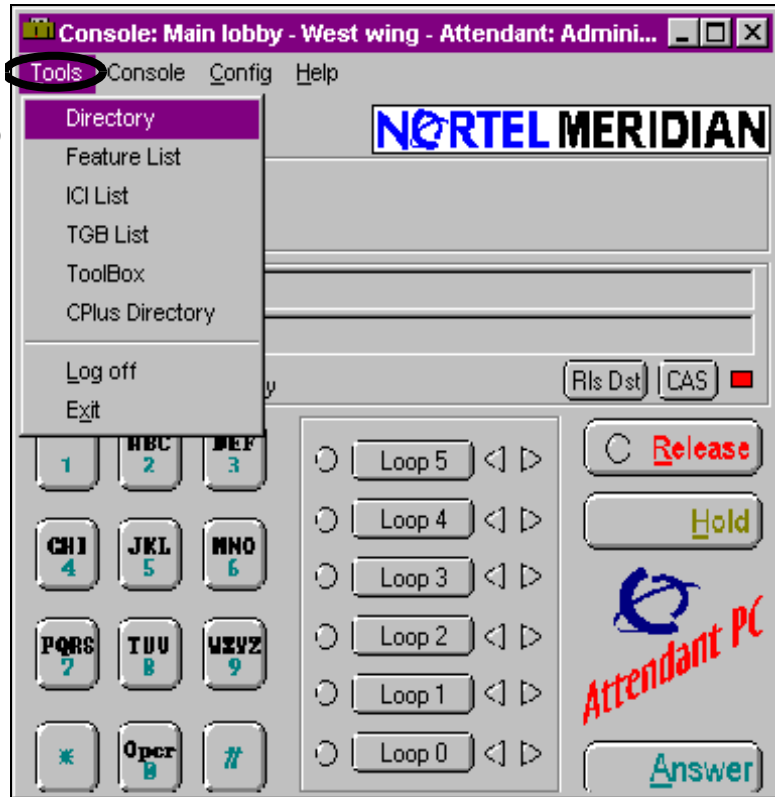 Console: Main lobby - West wing - Attendant: Admini...
Tools Console Config Help
NORTEL MERIDIAN
Directory
Feature List
ICI List
TGB List
ToolBox
CPlus Directory
Log off
Exit
y
Rls Dst CAS
1
ABC 2
DEF 3
GHI 4
JKL 5
MNO 6
PQRS 7
TUV 8
WXYZ 9
*
Oper 0
#
Loop 5
Loop 4
Loop 3
Loop 2
Loop 1
Loop 0
Release
Hold
Attendant PC
Answer